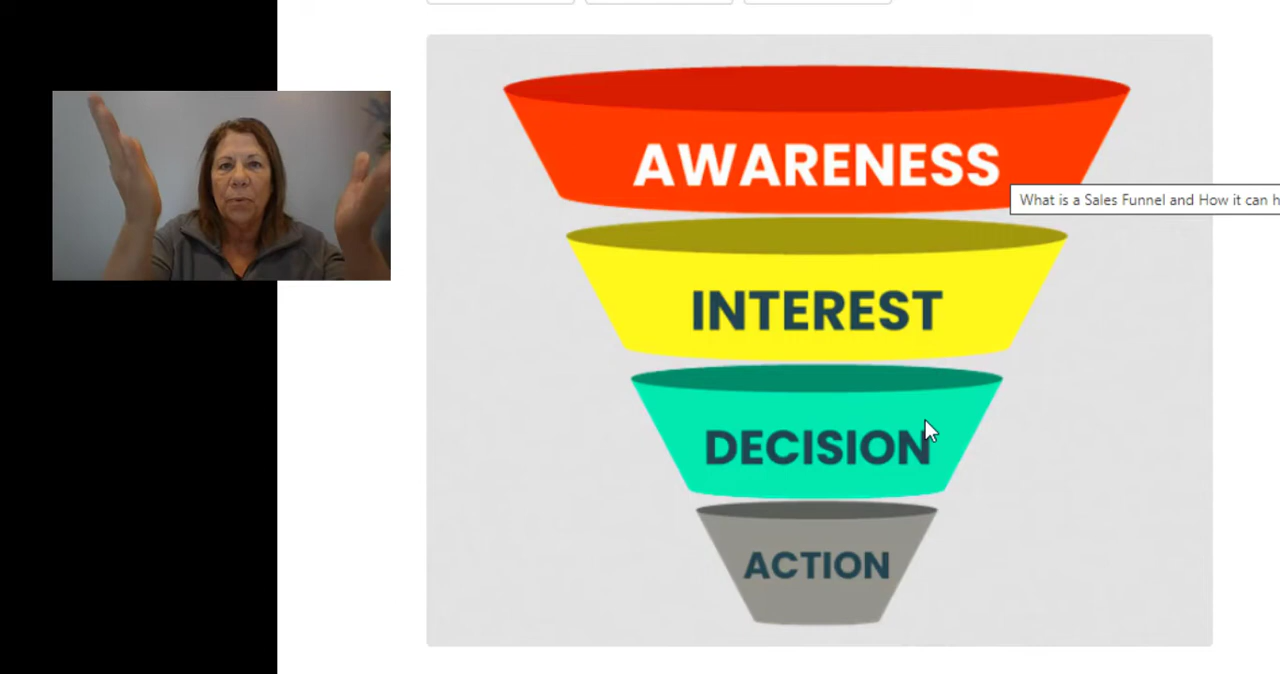 AWARENESS
What is a Sales Funnel and How it can h
INTEREST
DECISION
ACTION